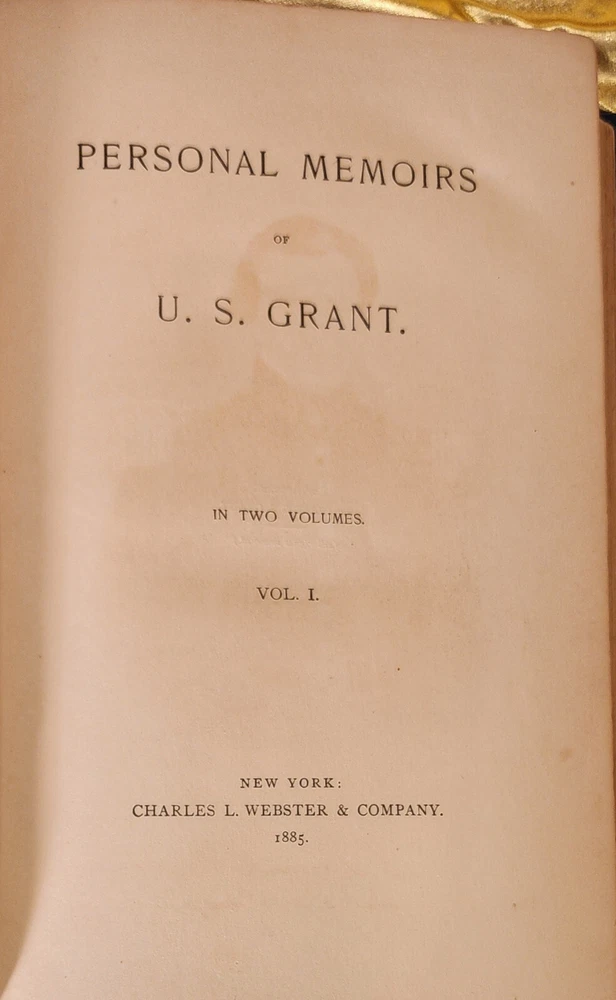 PERSONAL MEMOIRS
OF
U. S. GRANT.
IN TWO VOLUMES.
VOL. I.
NEW YORK:
CHARLES L. WEBSTER & COMPANY.
1885.